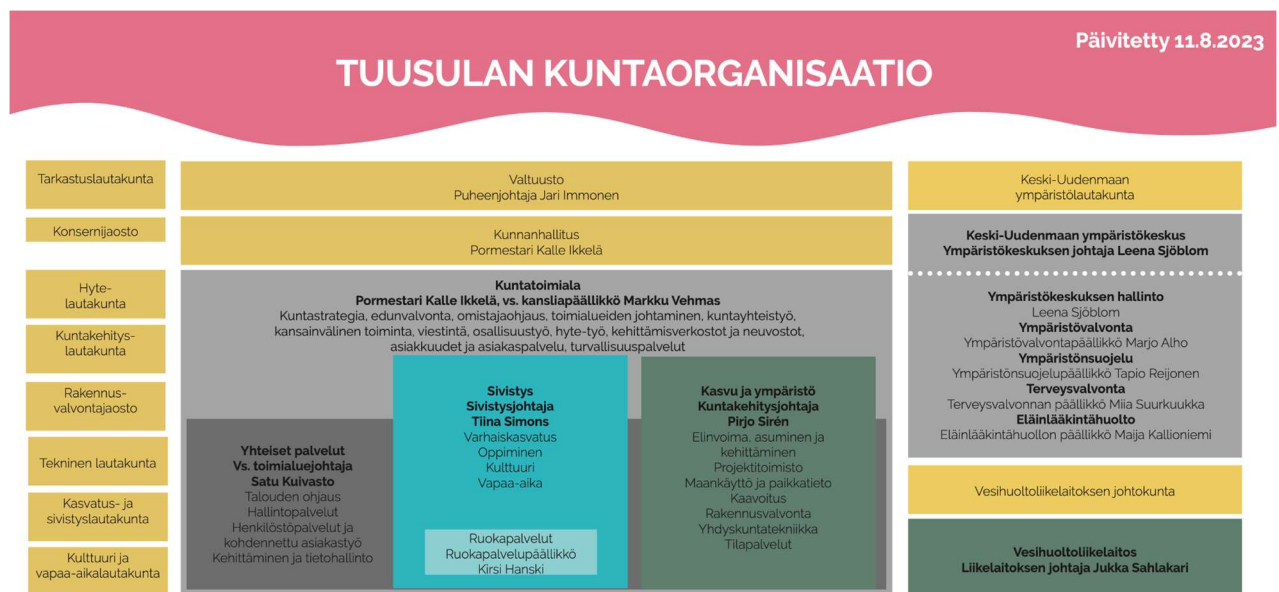 Päivitetty 11.8.2023
TUUSULAN KUNTAORGANISAATIO
Tarkastuslautakunta
Konsernijaosto
Hyte-
lautakunta
Kuntakehitys-
lautakunta
Rakennus-
valvontajaosto
Tekninen lautakunta
Kasvatus- ja
sivistyslautakunta
Kulttuuri ja
vapaa-aikalautakunta
Valtuusto
Puheenjohtaja Jari Immonen
Kunnanhallitus
Pormestari Kalle Ikkelä
Kuntatoimiala
Pormestari Kalle Ikkelä, vs. kansliapäällikkö Markku Vehmas
Kuntastrategia, edunvalvonta, omistajaohjaus, toimialueiden johtaminen, kuntayhteistyö,
kansainvälinen toiminta, viestintä, osallisuustyö, hyte-työ, kehittämisverkostot ja neuvostot,
asiakkuudet ja asiakaspalvelu, turvallisuuspalvelut
Yhteiset palvelut
Vs. toimialuejohtaja
Satu Kuivasto
Talouden ohjaus
Hallintopalvelut
Henkilöstöpalvelut ja
kohdennettu asiakastyö
Kehittäminen ja tietohallinto
Sivistys
Sivistysjohtaja
Tiina Simons
Varhaiskasvatus
Oppiminen
Kulttuuri
Vapaa-aika
Ruokapalvelut
Ruokapalvelupäällikkö
Kirsi Hanski
Kasvu ja ympäristö
Kuntakehitysjohtaja
Pirjo Sirén
Elinvoima, asuminen ja
kehittäminen
Projektitoimisto
Maankäyttö ja paikkatieto
Kaavoitus
Rakennusvalvonta
Yhdyskuntatekniikka
Tilapalvelut
Keski-Uudenmaan
ympäristölautakunta
Keski-Uudenmaan ympäristökeskus
Ympäristökeskuksen johtaja Leena Sjöblom
Ympäristökeskuksen hallinto
Leena Sjöblom
Ympäristövalvonta
Ympäristövalvontapäällikkö Marjo Alho
Ympäristönsuojelu
Ympäristönsuojelupäällikkö Tapio Reijonen
Terveysvalvonta
Terveysvalvonnan päällikkö Miia Suurkuukka
Eläinlääkintähuolto
Eläinlääkintähuollon päällikkö Maija Kallioniemi
Vesihuoltoliikelaitoksen johtokunta
Vesihuoltoliikelaitos
Liikelaitoksen johtaja Jukka Sahlakari